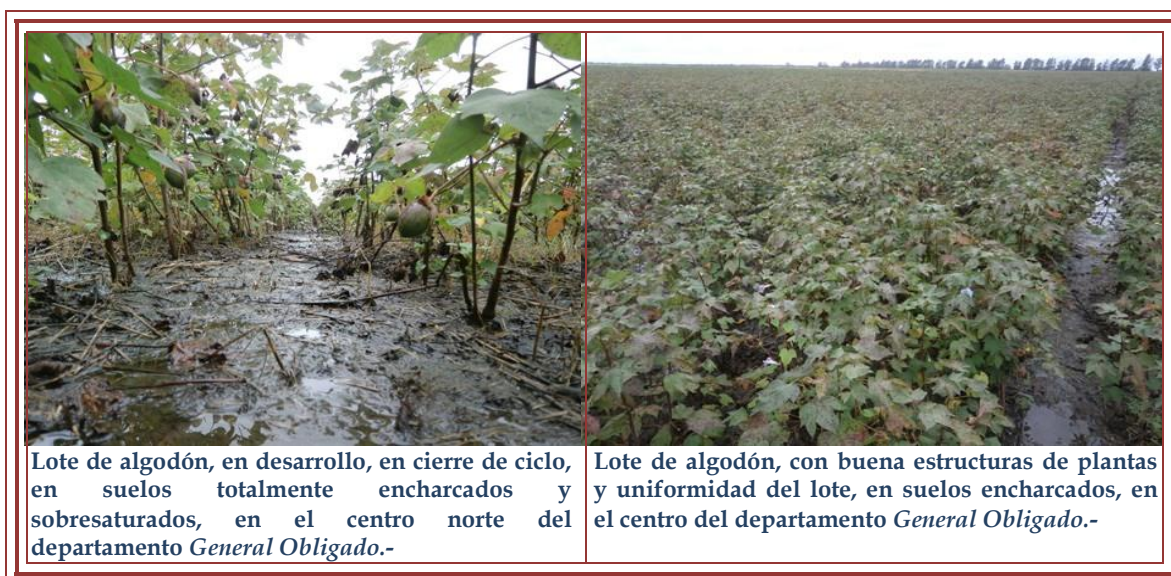 Lote de algodón, en desarrollo, en cierre de ciclo,
en suelos totalmente encharcados y
sobresaturados, en el centro norte del
departamento General Obligado.-
Lote de algodón, con buena estructuras de plantas
y uniformidad del lote, en suelos encharcados, en
el centro del departamento General Obligado.-